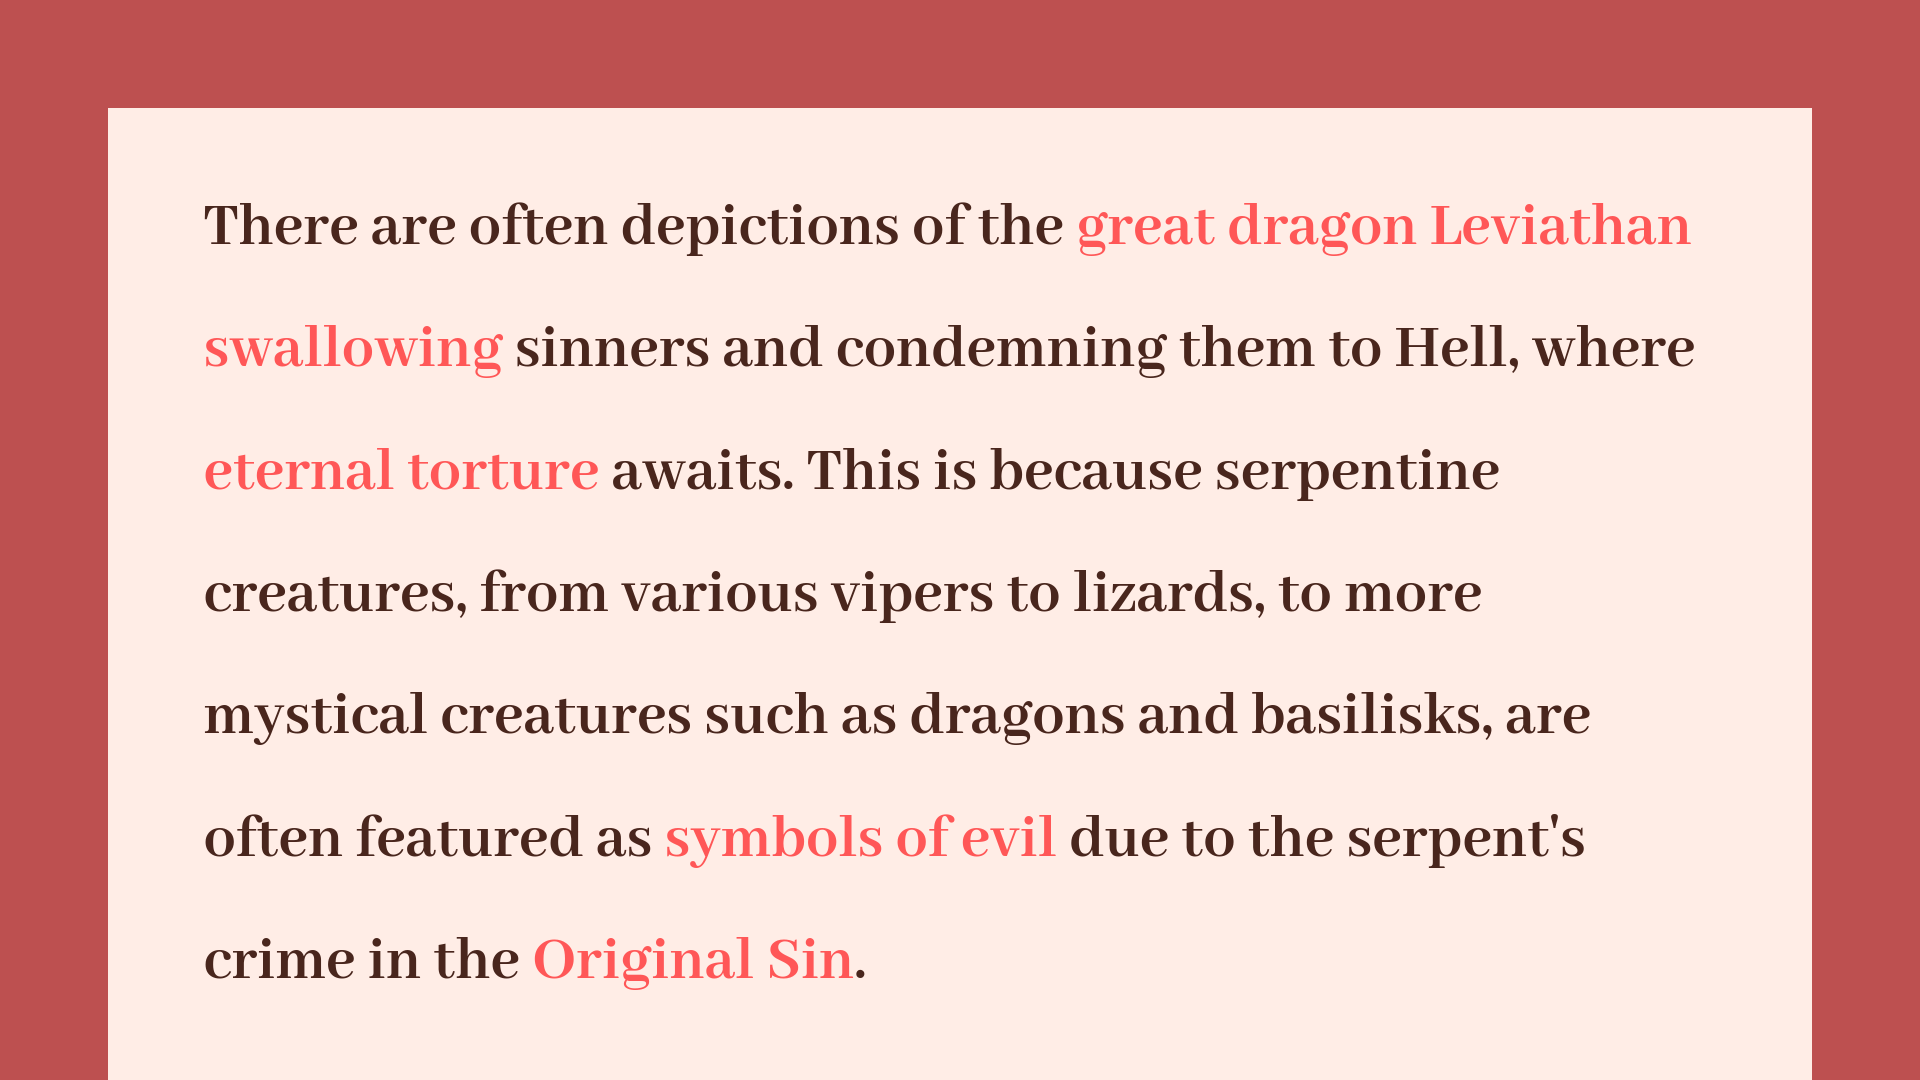 There are often depictions of the great dragon Leviathan
swallowing sinners and condemning them to Hell, where
eternal torture awaits. This is because serpentine
creatures, from various vipers to lizards, to more
mystical creatures such as dragons and basilisks, are
often featured as symbols of evil due to the serpent's
crime in the Original Sin.